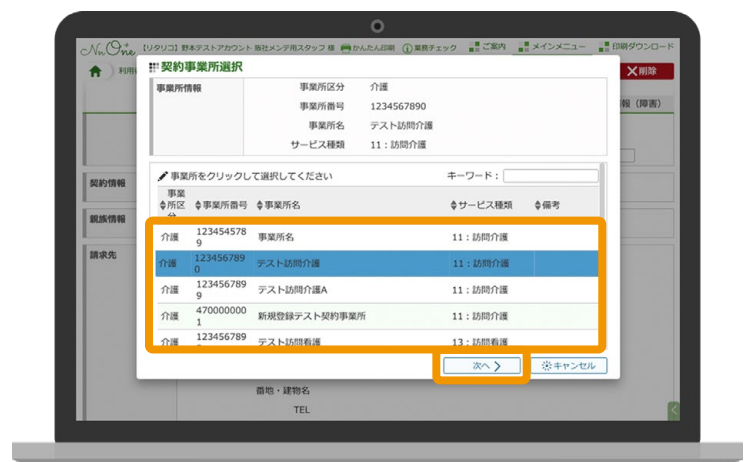 NnOne 【リタリコ】野本テストアカウント 販社メンテ用スタッフ 様 かんたん印刷 業務チェック ご案内 メインメニュー 印刷ダウンロード
利用
契約事業所選択
削除
事業所情報
事業所区分 介護
事業所番号 1234567890
報（障害）
事業所名 テスト訪問介護
サービス種類 11：訪問介護
事業所をクリックして選択してください キーワード：
契約情報
事業所区分 事業所番号 事業所名 サービス種類 備考
親族情報
介護 1234545789 事業所名 11：訪問介護
請求先
介護 1234567890 テスト訪問介護 11：訪問介護
介護 1234567899 テスト訪問介護A 11：訪問介護
介護 4700000001 新規登録テスト契約事業所 11：訪問介護
介護 123456789 テスト訪問看護 13：訪問看護
次へ キャンセル
番地・建物名
TEL